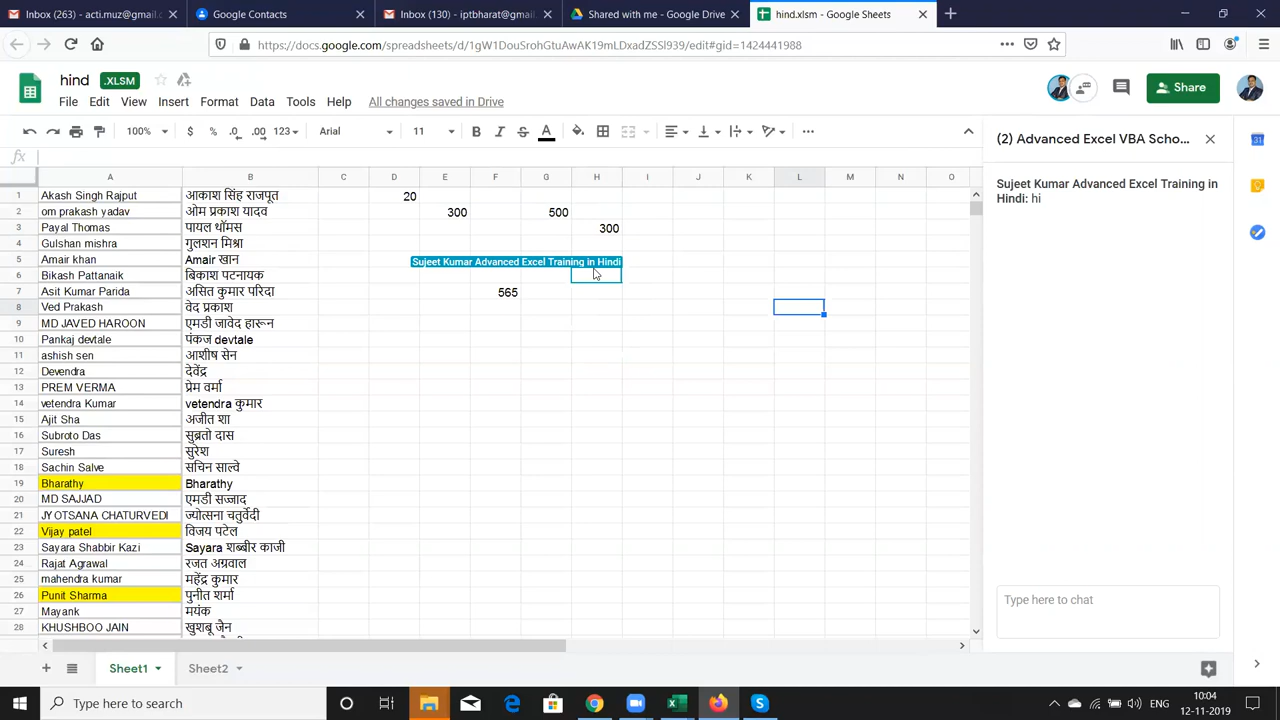 Inbox (263) - acti.muz@gmail.c
Google Contacts
Inbox (130) - iptbharat@gmail.
Shared with me - Google Drive
hind.xlsm - Google Sheets
https://docs.google.com/spreadsheets/d/1gW1DouSrohGtuAwAK19mLDxadZSSl939/edit#gid=1424441988
hind .XLSM
File Edit View Insert Format Data Tools Help All changes saved in Drive
Share
100% $ % .0 .00 123 Arial 11 B I S A
(2) Advanced Excel VBA Scho...
fx
Sujeet Kumar Advanced Excel Training in
Hindi: hi
A B C D E F G H I J K L M N O
1 Akash Singh Rajput आकाश सिंह राजपूत 20
2 om prakash yadav ओम प्रकाश यादव 300 500
3 Payal Thomas पायल थॉमस 300
4 Gulshan mishra गुलशन मिश्रा
5 Amair khan Amair खान Sujeet Kumar Advanced Excel Training in Hindi
6 Bikash Pattanaik बिकाश पटनायक
7 Asit Kumar Parida असित कुमार परिदा 565
8 Ved Prakash वेद प्रकाश
9 MD JAVED HAROON एमडी जावेद हारून
10 Pankaj devtale पंकज devtale
11 ashish sen आशीष सेन
12 Devendra देवेंद्र
13 PREM VERMA प्रेम वर्मा
14 vetendra Kumar vetendra कुमार
15 Ajit Sha अजीत शा
16 Subroto Das सुब्रतो दास
17 Suresh सुरेश
18 Sachin Salve सचिन साल्वे
19 Bharathy Bharathy
20 MD SAJJAD एमडी सज्जाद
21 JYOTSANA CHATURVEDI ज्योत्सना चतुर्वेदी
22 Vijay patel विजय पटेल
23 Sayara Shabbir Kazi Sayara शब्बीर काजी
24 Rajat Agrawal रजत अग्रवाल
25 mahendra kumar महेंद्र कुमार
26 Punit Sharma पुनीत शर्मा
27 Mayank मयंक
28 KHUSHBOO JAIN खुशबू जैन
Type here to chat
Sheet1 Sheet2
Type here to search
ENG
10:04
12-11-2019